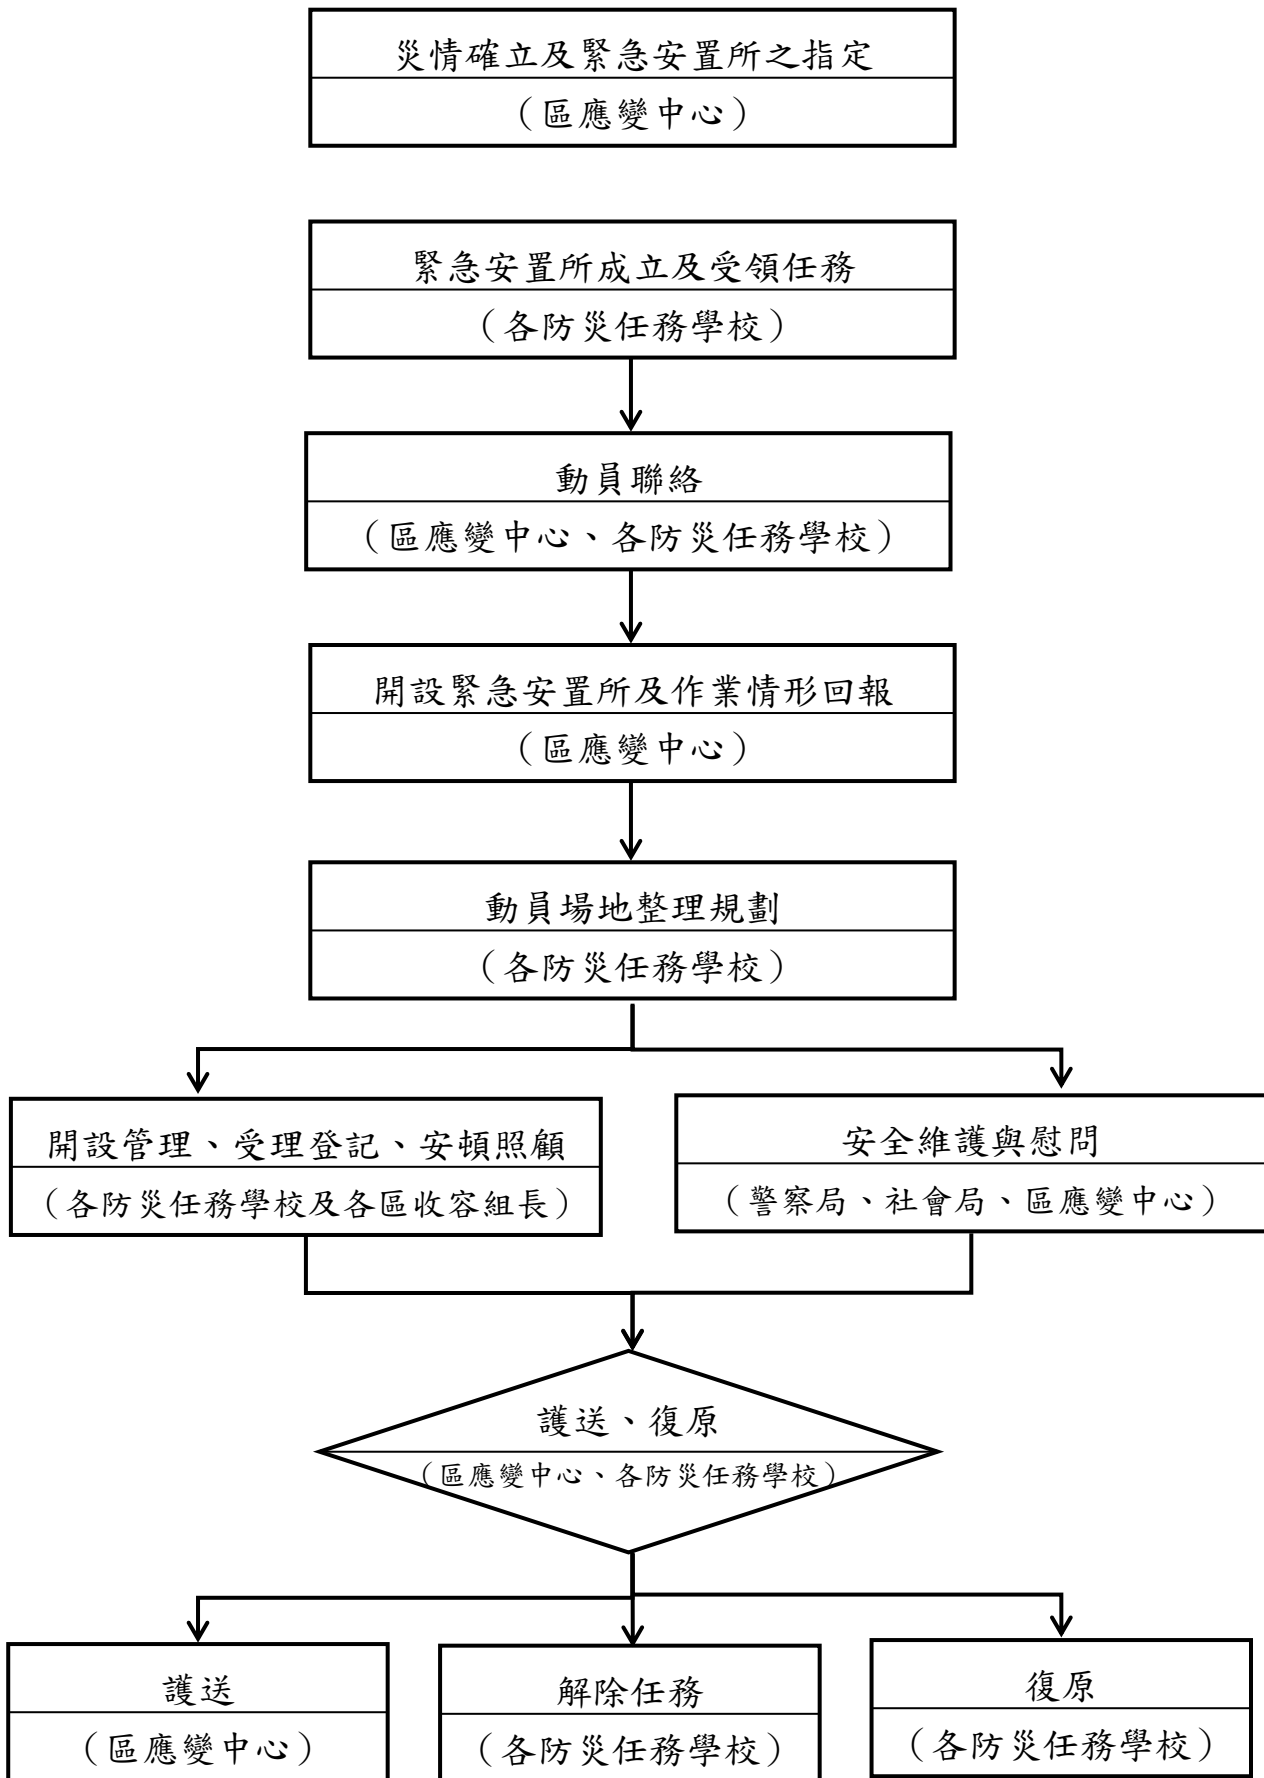 災情確立及緊急安置所之指定
（區應變中心）
緊急安置所成立及受領任務
（各防災任務學校）
動員聯絡
（區應變中心、各防災任務學校）
開設緊急安置所及作業情形回報
（區應變中心）
動員場地整理規劃
（各防災任務學校）
開設管理、受理登記、安頓照顧
（各防災任務學校及各區收容組長）
安全維護與慰問
（警察局、社會局、區應變中心）
護送、復原
（區應變中心、各防災任務學校）
護送
（區應變中心）
解除任務
（各防災任務學校）
復原
（各防災任務學校）